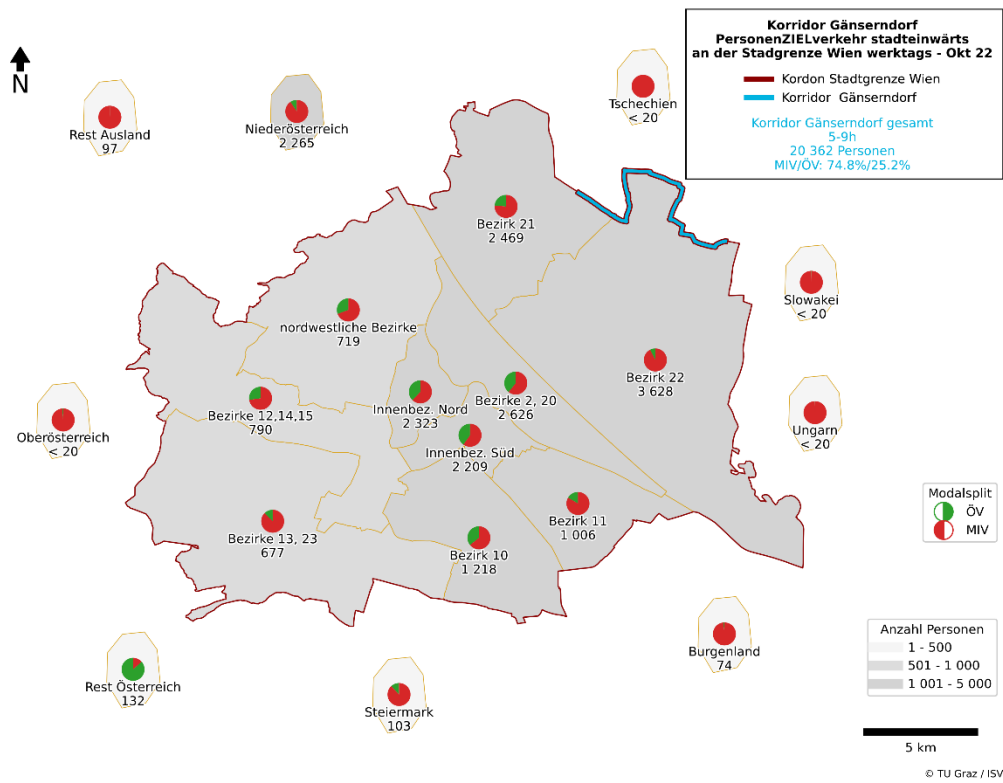 Korridor Gänserndorf
PersonenZIELverkehr stadteinwärts
an der Stadgrenze Wien werktags - Okt 22
Kordon Stadtgrenze Wien
Korridor Gänserndorf
Korridor Gänserndorf gesamt
5-9h
20 362 Personen
MIV/ÖV: 74.8%/25.2%
N
Rest Ausland
97
Niederösterreich
2 265
Tschechien
< 20
Bezirk 21
2 469
Slowakei
< 20
nordwestliche Bezirke
719
Bezirk 22
3 628
Bezirke 12,14,15
790
Innenbez. Nord
2 323
Bezirke 2, 20
2 626
Oberösterreich
< 20
Ungarn
< 20
Innenbez. Süd
2 209
Bezirk 11
1 006
Bezirke 13, 23
677
Bezirk 10
1 218
Modalsplit
ÖV
MIV
Burgenland
74
Rest Österreich
132
Steiermark
103
Anzahl Personen
1 - 500
501 - 1 000
1 001 - 5 000
5 km
© TU Graz / ISV